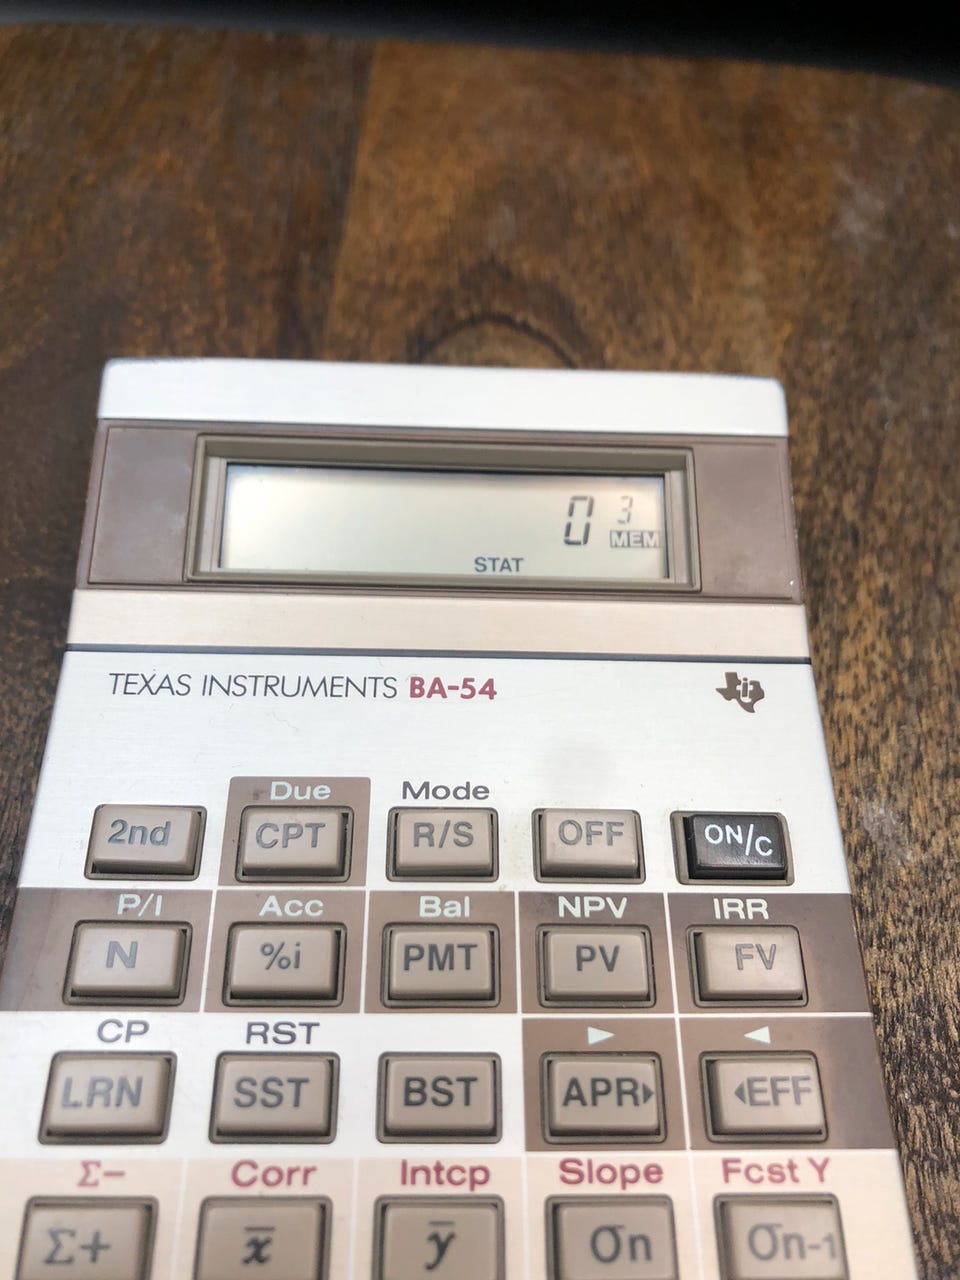 0 3
MEM
STAT
TEXAS INSTRUMENTS BA-54
Due Mode
2nd CPT R/S OFF ON/C
P/I Acc Bal NPV IRR
N %i PMT PV FV
CP RST ▶ ◀
LRN SST BST APR▶ ◀EFF
Σ− Corr Intcp Slope Fcst Y
Σ+ x̅ y̅ σn σn-1